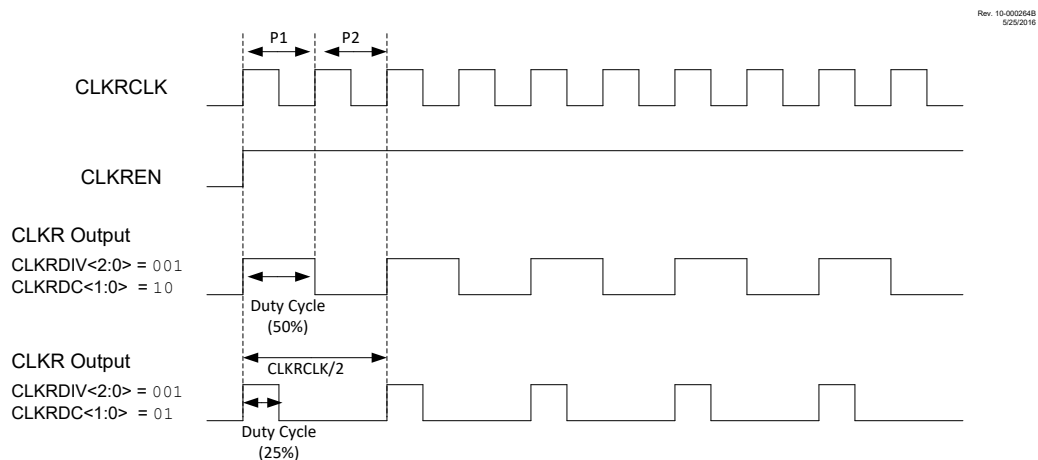 Rev. 10-000264B
5/25/2016
P1
P2
CLKRCLK
CLKREN
CLKR Output
CLKRDIV<2:0> = 001
CLKRDC<1:0> = 10
Duty Cycle
(50%)
CLKR Output
CLKRDIV<2:0> = 001
CLKRDC<1:0> = 01
CLKRCLK/2
Duty Cycle
(25%)